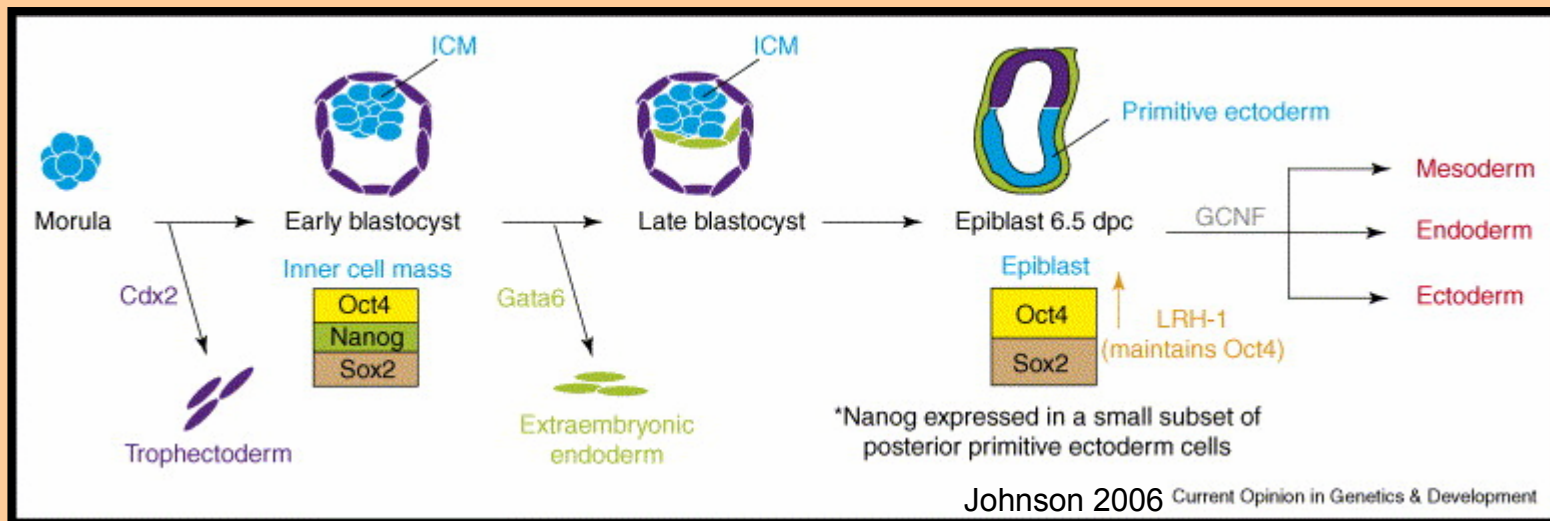 ICM
ICM
Primitive ectoderm
Morula
Early blastocyst
Late blastocyst
Epiblast 6.5 dpc
GCNF
Mesoderm
Endoderm
Ectoderm
Cdx2
Trophectoderm
Inner cell mass
Oct4
Nanog
Sox2
Gata6
Extraembryonic
endoderm
Epiblast
Oct4
Sox2
LRH-1
(maintains Oct4)
*Nanog expressed in a small subset of
posterior primitive ectoderm cells
Johnson 2006 Current Opinion in Genetics & Development